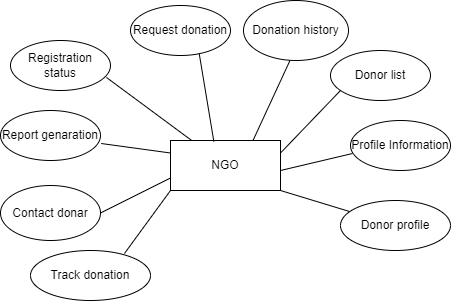 Request donation
Donation history
Registration
status
Donor list
Report genaration
Profile Information
NGO
Contact donar
Donor profile
Track donation